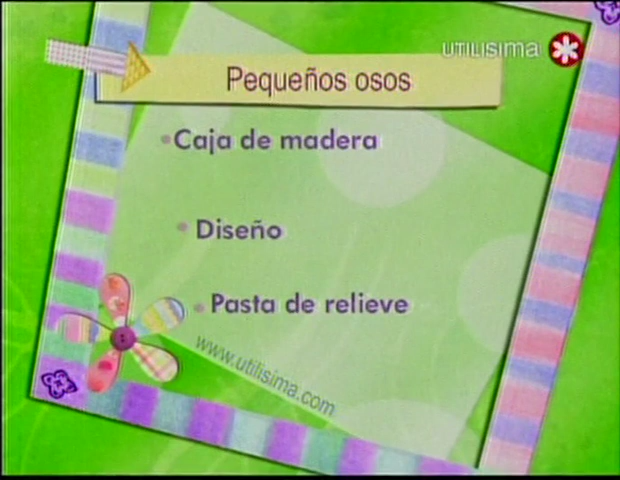 UTILISIMA
Pequeños osos
•Caja de madera
• Diseño
• Pasta de relieve
www.utilisima.com